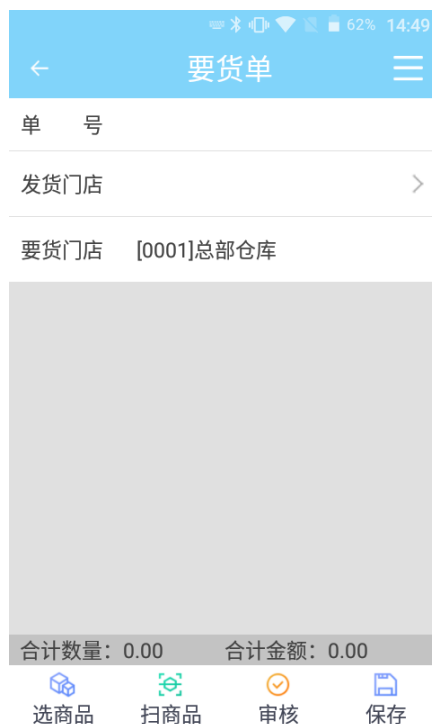 62% 14:49
要货单
单 号
发货门店
要货门店 [0001]总部仓库
合计数量：0.00 合计金额：0.00
选商品 扫商品 审核 保存